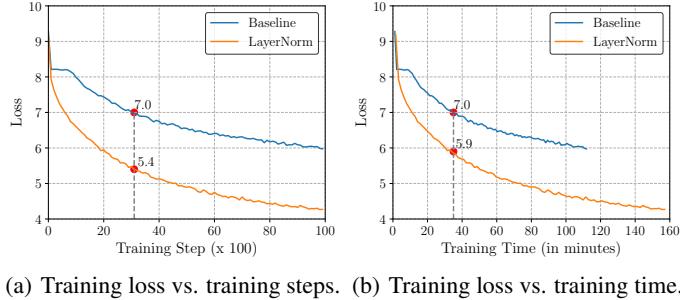 10
9
8
7
6
5
4
Loss
0 20 40 60 80 100
Training Step (x 100)
Baseline
LayerNorm
7.0
5.4
10
9
8
7
6
5
4
Loss
0 20 40 60 80 100 120 140 160
Training Time (in minutes)
Baseline
LayerNorm
7.0
5.9
(a) Training loss vs. training steps. (b) Training loss vs. training time.